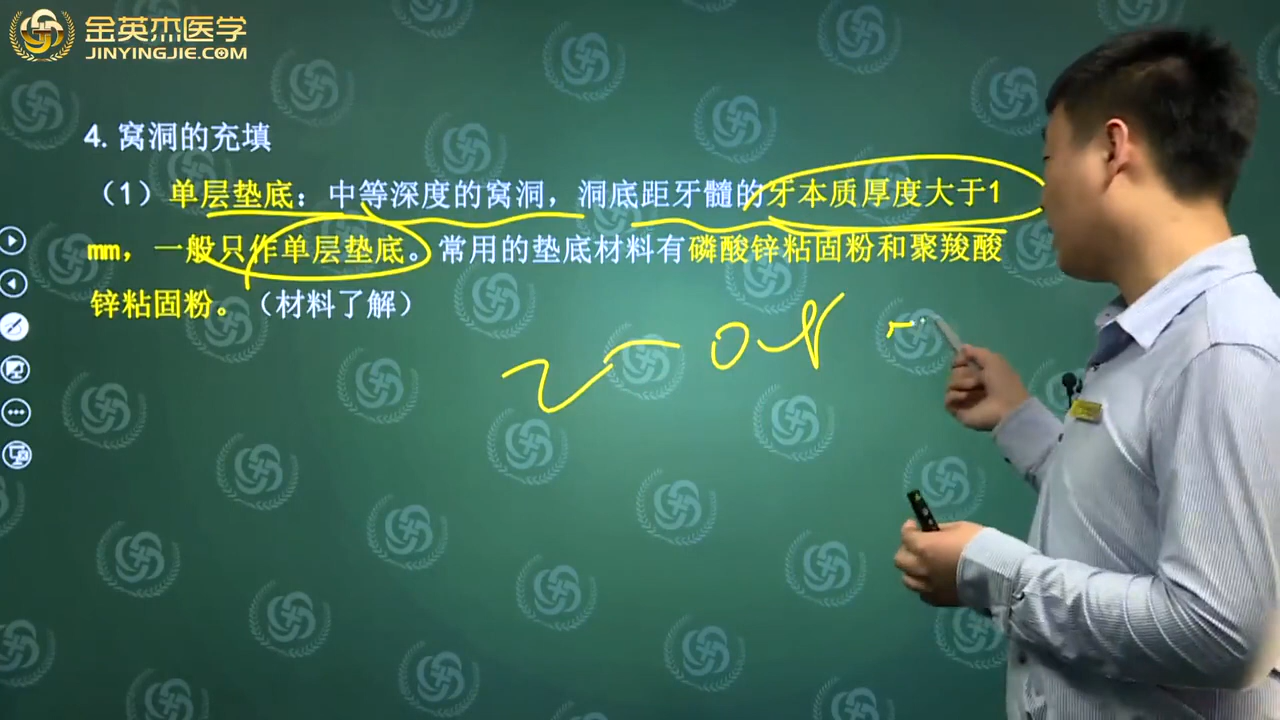 金英杰医学
JINYINGJIE.COM
4. 窝洞的充填
（1）单层垫底：中等深度的窝洞，洞底距牙髓的牙本质厚度大于1
mm，一般只作单层垫底。常用的垫底材料有磷酸锌粘固粉和聚羧酸
锌粘固粉。（材料了解）